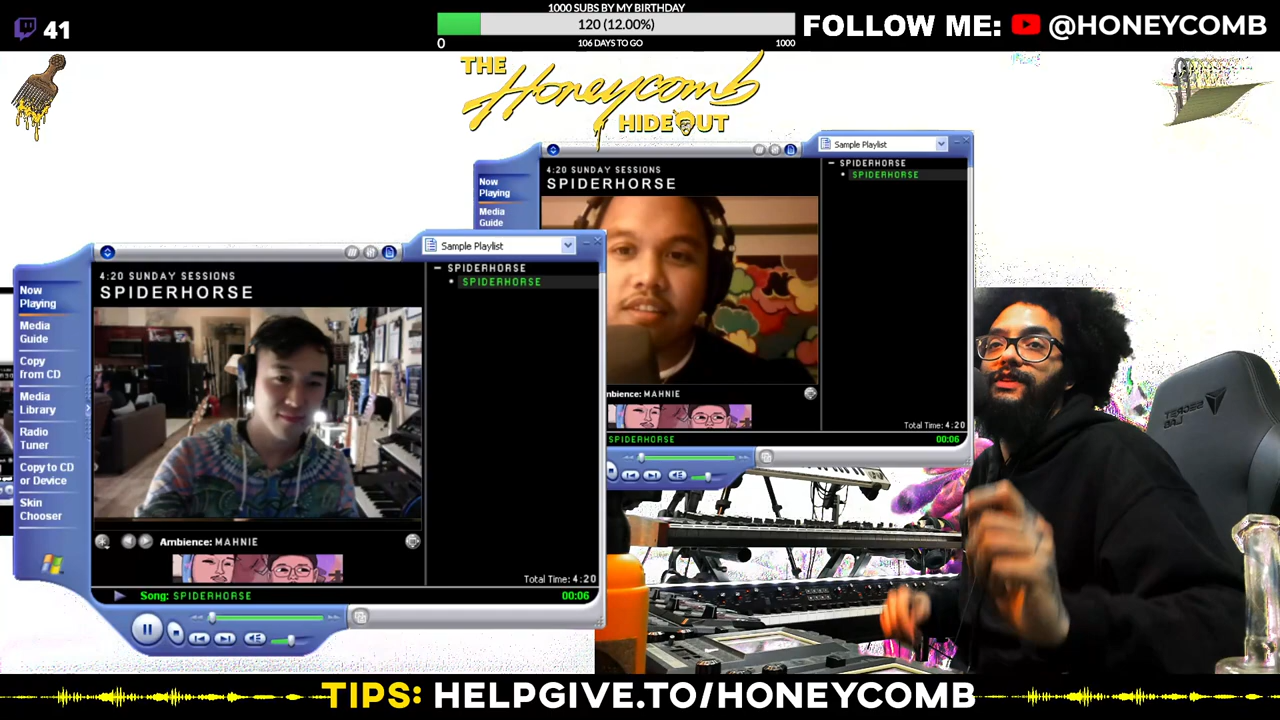 41
1000 SUBS BY MY BIRTHDAY
120 (12.00%)
0
106 DAYS TO GO
1000
FOLLOW ME: @HONEYCOMB
THE
Honeycomb
HIDEOUT
Sample Playlist
4:20 SUNDAY SESSIONS
SPIDERHORSE
SPIDERHORSE
SPIDERHORSE
Now
Playing
Media
Guide
Ambience: MAHNIE
Total Time: 4:20
SPIDERHORSE
00:06
Sample Playlist
4:20 SUNDAY SESSIONS
SPIDERHORSE
SPIDERHORSE
SPIDERHORSE
Now
Playing
Media
Guide
Copy
from CD
Media
Library
Radio
Tuner
Copy to CD
or Device
Skin
Chooser
Ambience: MAHNIE
Total Time: 4:20
Song: SPIDERHORSE
00:06
TIPS: HELPGIVE.TO/HONEYCOMB